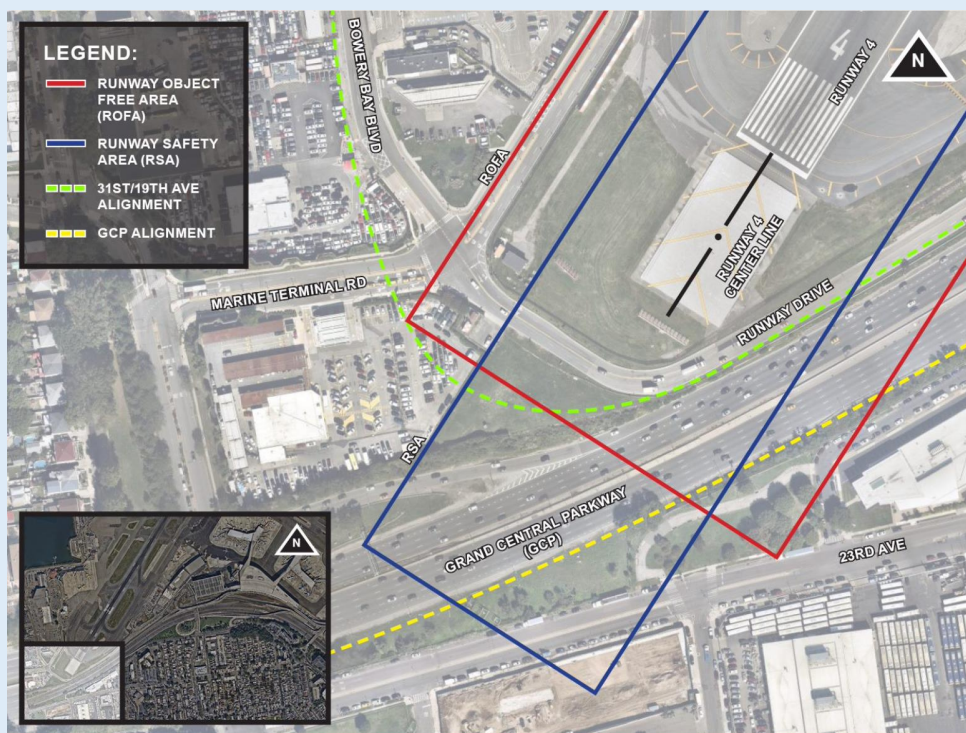 LEGEND:
RUNWAY OBJECT
FREE AREA
(ROFA)
RUNWAY SAFETY
AREA (RSA)
31ST/19TH AVE
ALIGNMENT
GCP ALIGNMENT
BOWERY BAY BLVD
ROFA
4
RUNWAY 4
N
RUNWAY 4
CENTER LINE
MARINE TERMINAL RD
RUNWAY DRIVE
RSA
GRAND CENTRAL PARKWAY
(GCP)
23RD AVE
N